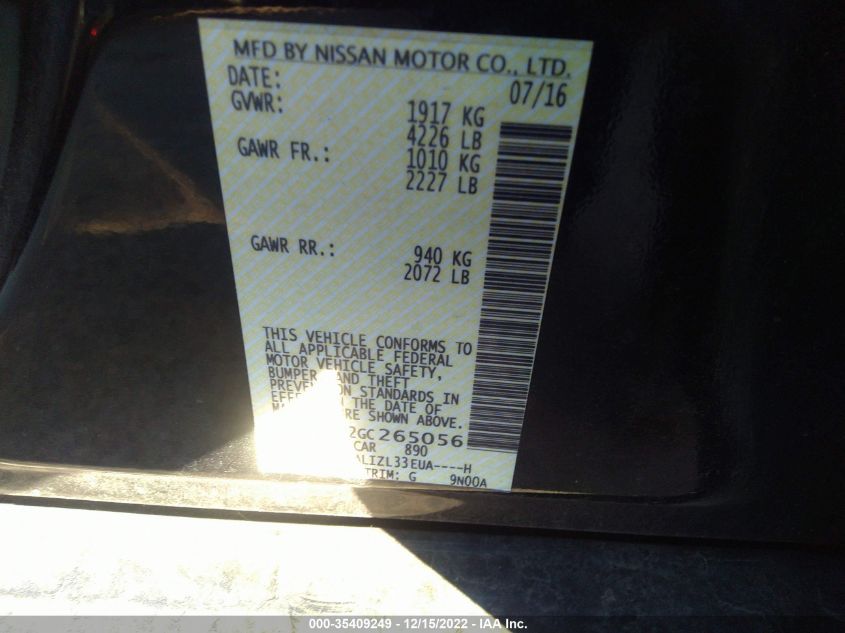 MFD BY NISSAN MOTOR CO., LTD.
DATE: 07/16
GVWR: 1917 KG
4226 LB
GAWR FR.: 1010 KG
2227 LB
GAWR RR.: 940 KG
2072 LB
THIS VEHICLE CONFORMS TO
ALL APPLICABLE FEDERAL
MOTOR VEHICLE SAFETY,
BUMPER AND THEFT
STANDARDS IN
THE DATE OF
SHOWN ABOVE.
2GC265056
CAR 890
LIZL33EUA----H
TRIM: G 9N00A
000-35409249 - 12/15/2022 - IAA Inc.